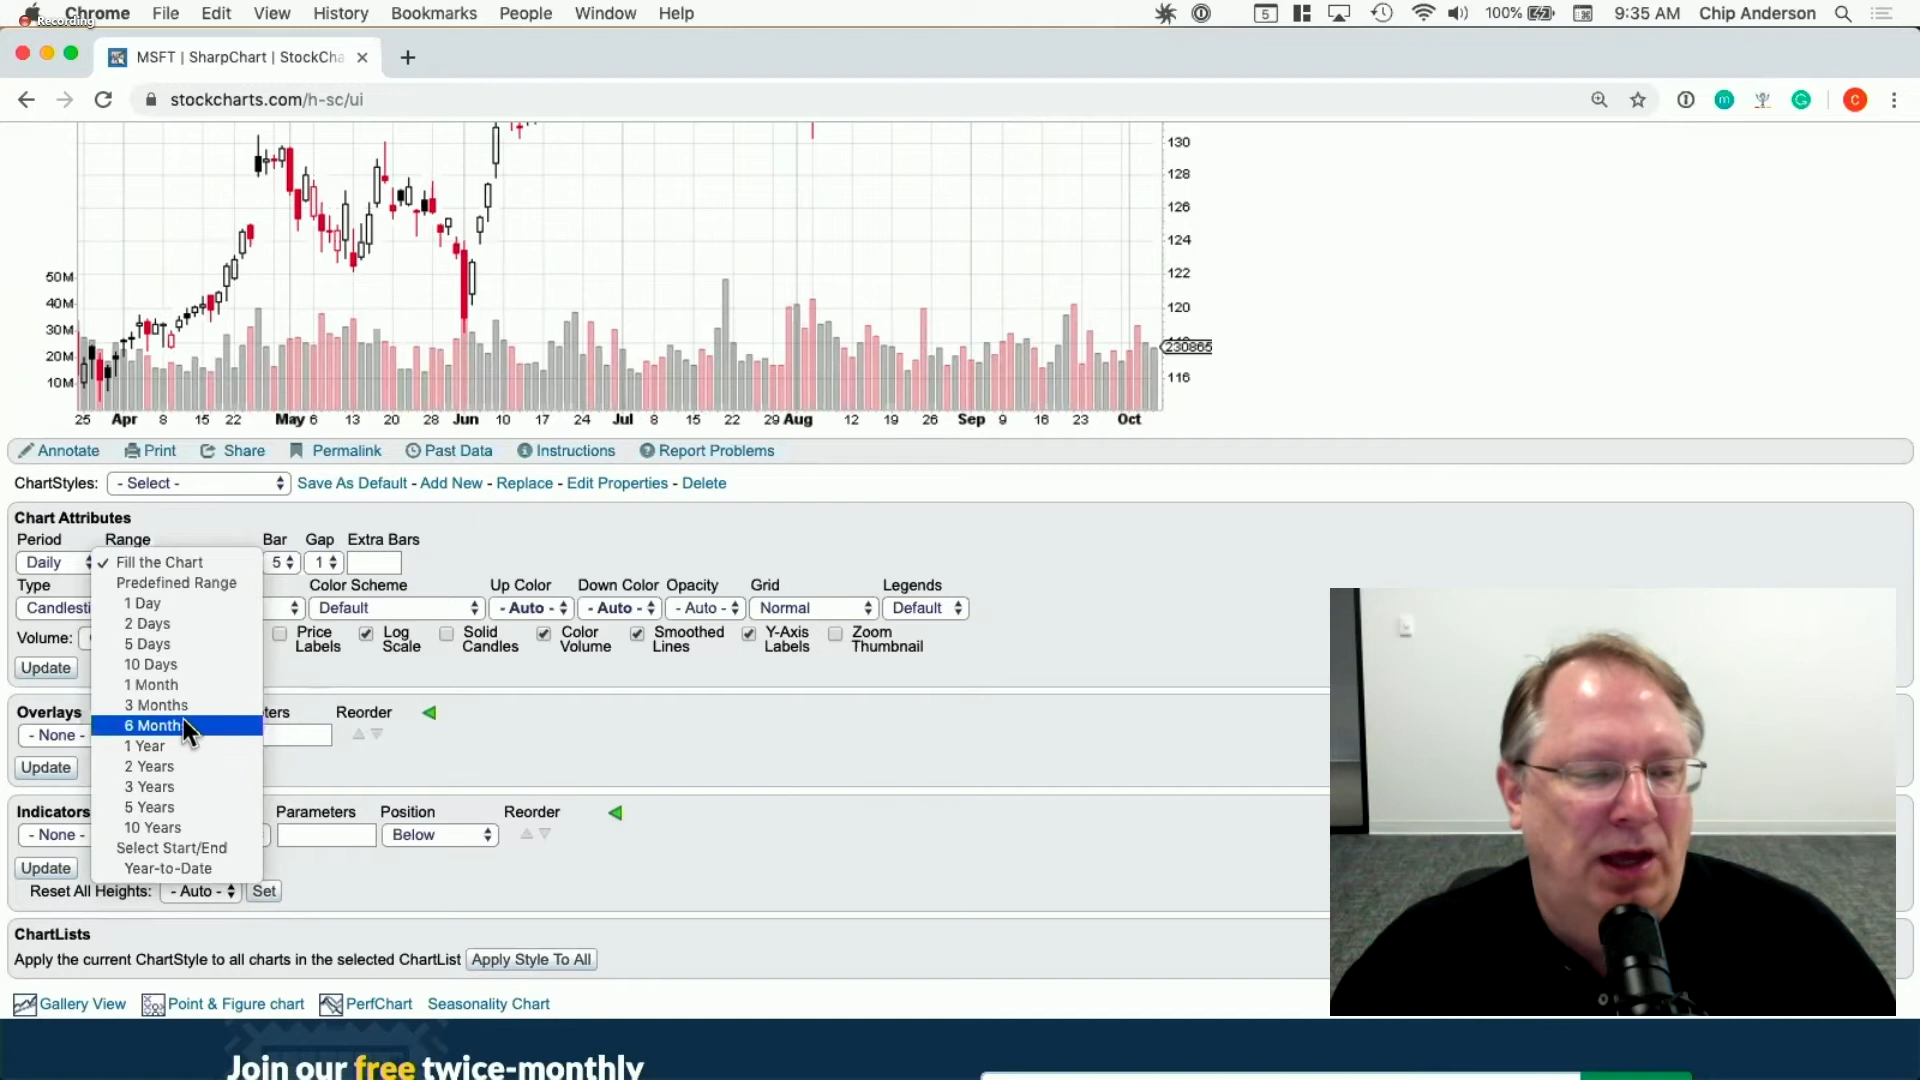 Chrome File Edit View History Bookmarks People Window Help 5 100% 9:35 AM Chip Anderson
Recording
MSFT | SharpChart | StockCha
stockcharts.com/h-sc/ui
130
128
126
124
50M 122
40M 120
30M
20M 230865
10M 116
25 Apr 8 15 22 May 6 13 20 28 Jun 10 17 24 Jul 8 15 22 29 Aug 12 19 26 Sep 9 16 23 Oct
Annotate Print Share Permalink Past Data Instructions Report Problems
ChartStyles: - Select - Save As Default - Add New - Replace - Edit Properties - Delete
Chart Attributes
Period Range Bar Gap Extra Bars
Daily Fill the Chart 5 1
Predefined Range
Type Color Scheme Up Color Down Color Opacity Grid Legends
1 Day
Candlesti Default - Auto - - Auto - - Auto - Normal Default
2 Days
Volume: Price Labels Log Scale Solid Candles Color Volume Smoothed Lines Y-Axis Labels Zoom Thumbnail
5 Days
10 Days
Update
1 Month
3 Months
Overlays ters Reorder
6 Month
- None -
1 Year
2 Years
Update
3 Years
5 Years
Indicators Parameters Position Reorder
10 Years
- None - Below
Select Start/End
Year-to-Date
Update
Reset All Heights: - Auto - Set
ChartLists
Apply the current ChartStyle to all charts in the selected ChartList Apply Style To All
Gallery View Point & Figure chart PerfChart Seasonality Chart
Join our free twice-monthly